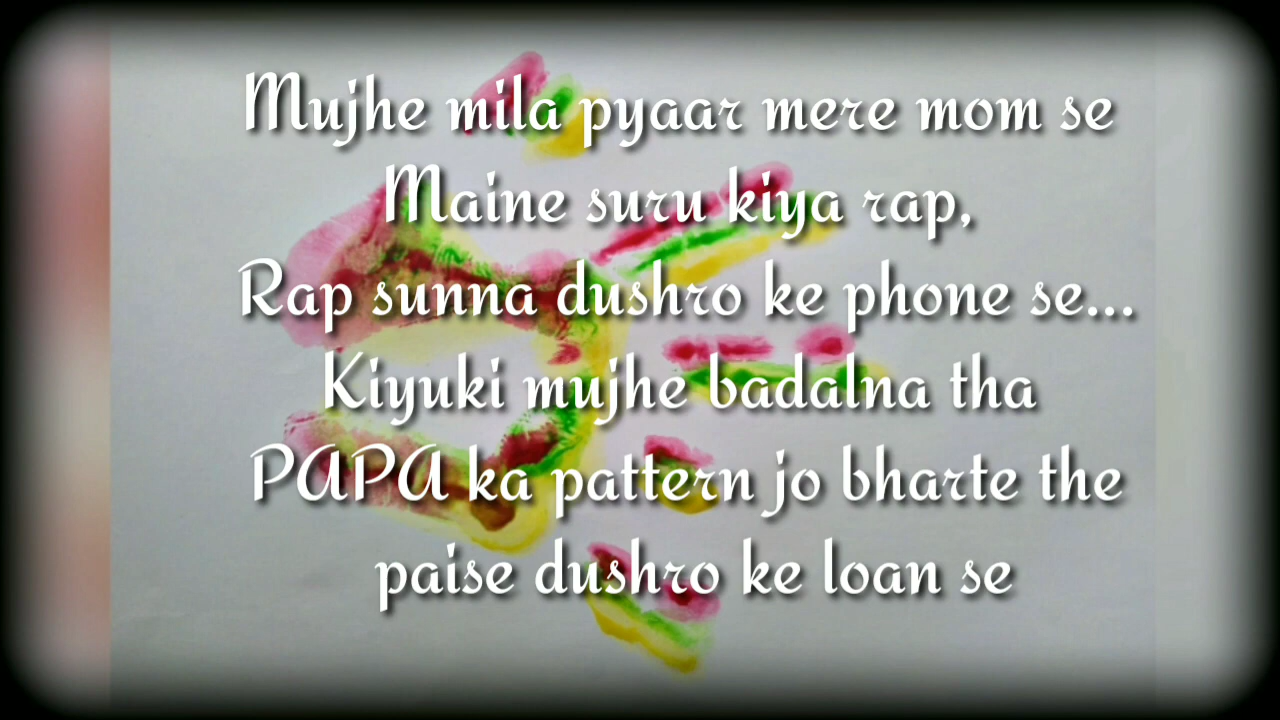 Mujhe mila pyaar mere mom se
Maine suru kiya rap,
Rap sunna dushro ke phone se...
Kiyuki mujhe badalna tha
PAPA ka pattern jo bharte the
paise dushro ke loan se